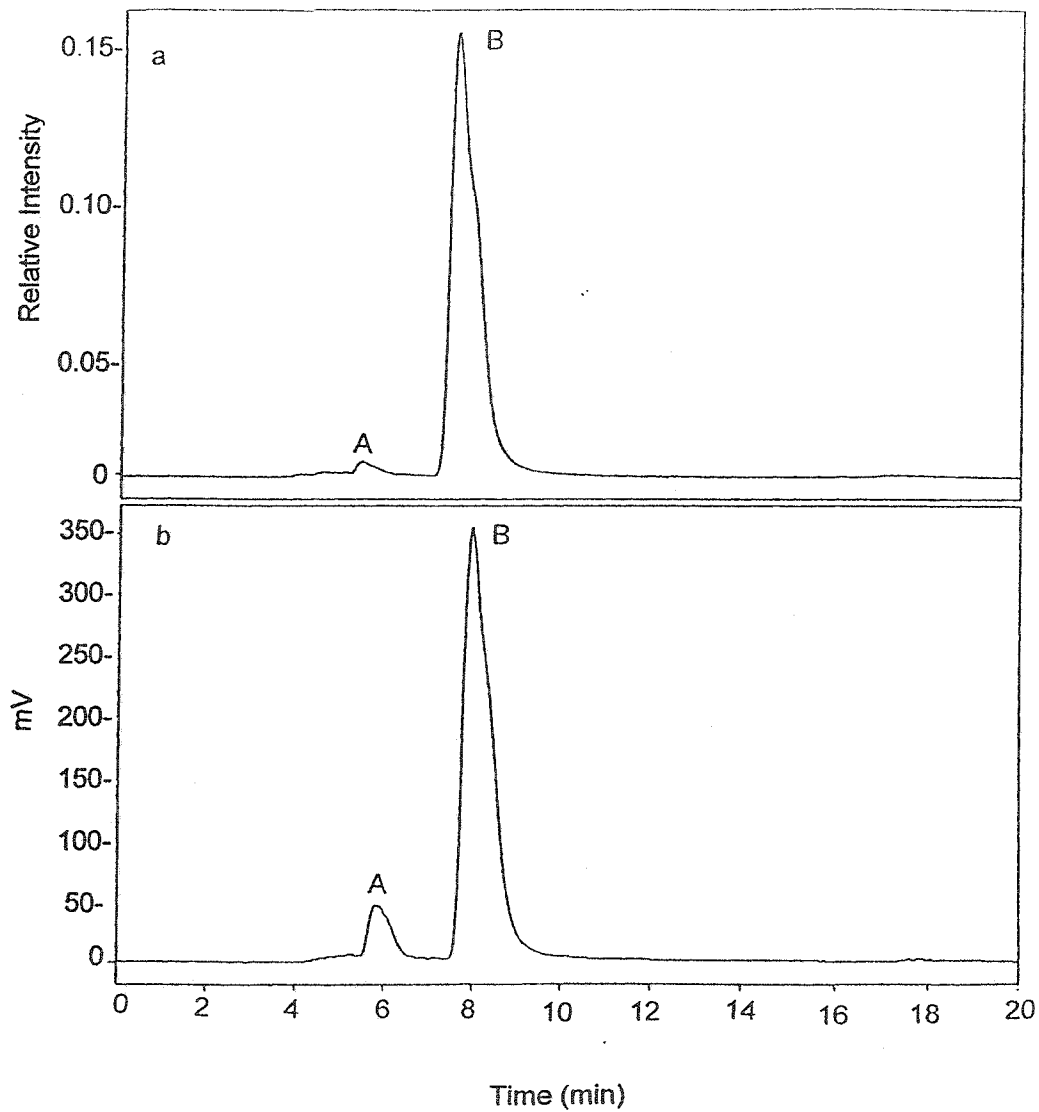 a
B
0.15-
0.10-
0.05-
0
A
Relative Intensity
b
B
350-
300-
250-
200-
150-
100-
50-
0
A
mV
0 2 4 6 8 10 12 14 16 18 20
Time (min)